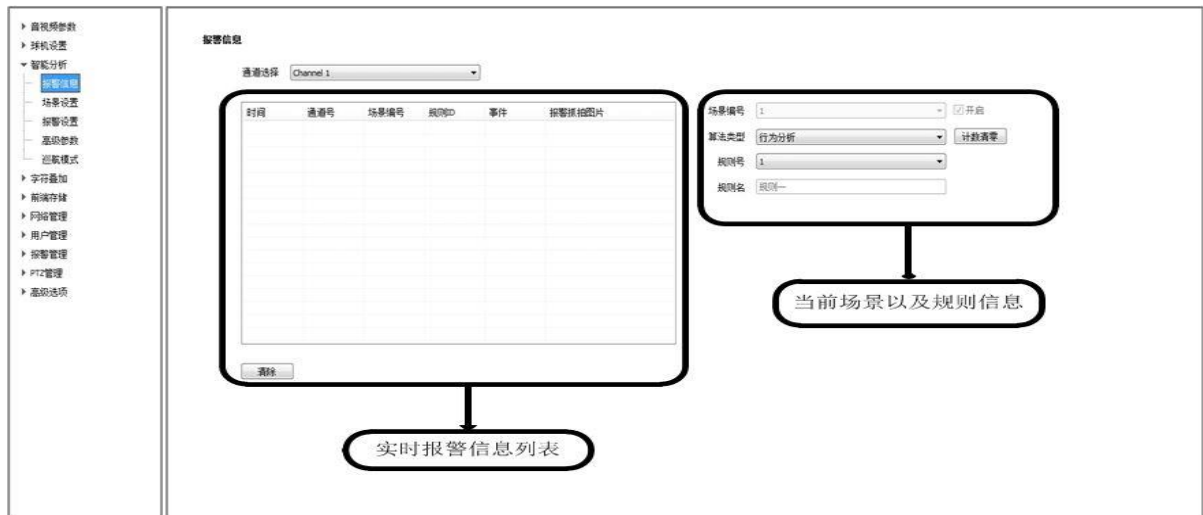 音视频参数
球机设置
智能分析
报警信息
场景设置
报警设置
高级参数
巡航模式
字符叠加
前端存储
网络管理
用户管理
报警管理
PTZ管理
高级选项
报警信息
通道选择 Channel 1
时间 通道号 场景编号 规则ID 事件 报警抓拍图片
清除
实时报警信息列表
场景编号 1 开启
算法类型 行为分析 计数清零
规则号 1
规则名 规则一
当前场景以及规则信息